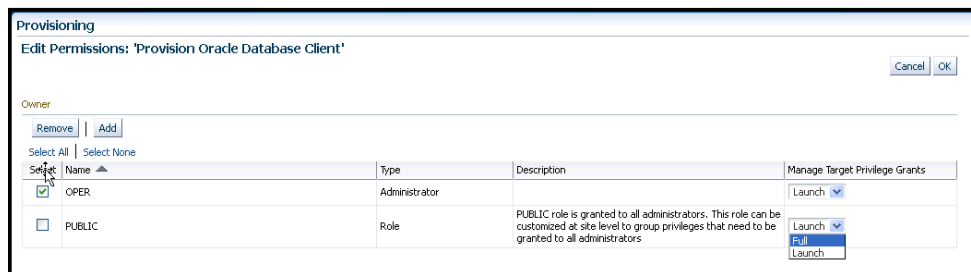 Provisioning
Edit Permissions: 'Provision Oracle Database Client'
Cancel OK
Owner
Remove Add
Select All Select None
Select Name Type Description Manage Target Privilege Grants
OPER Administrator Launch
PUBLIC role is granted to all administrators. This role can be
PUBLIC Role customized at site level to group privileges that need to be Launch
granted to all administrators Full
Launch